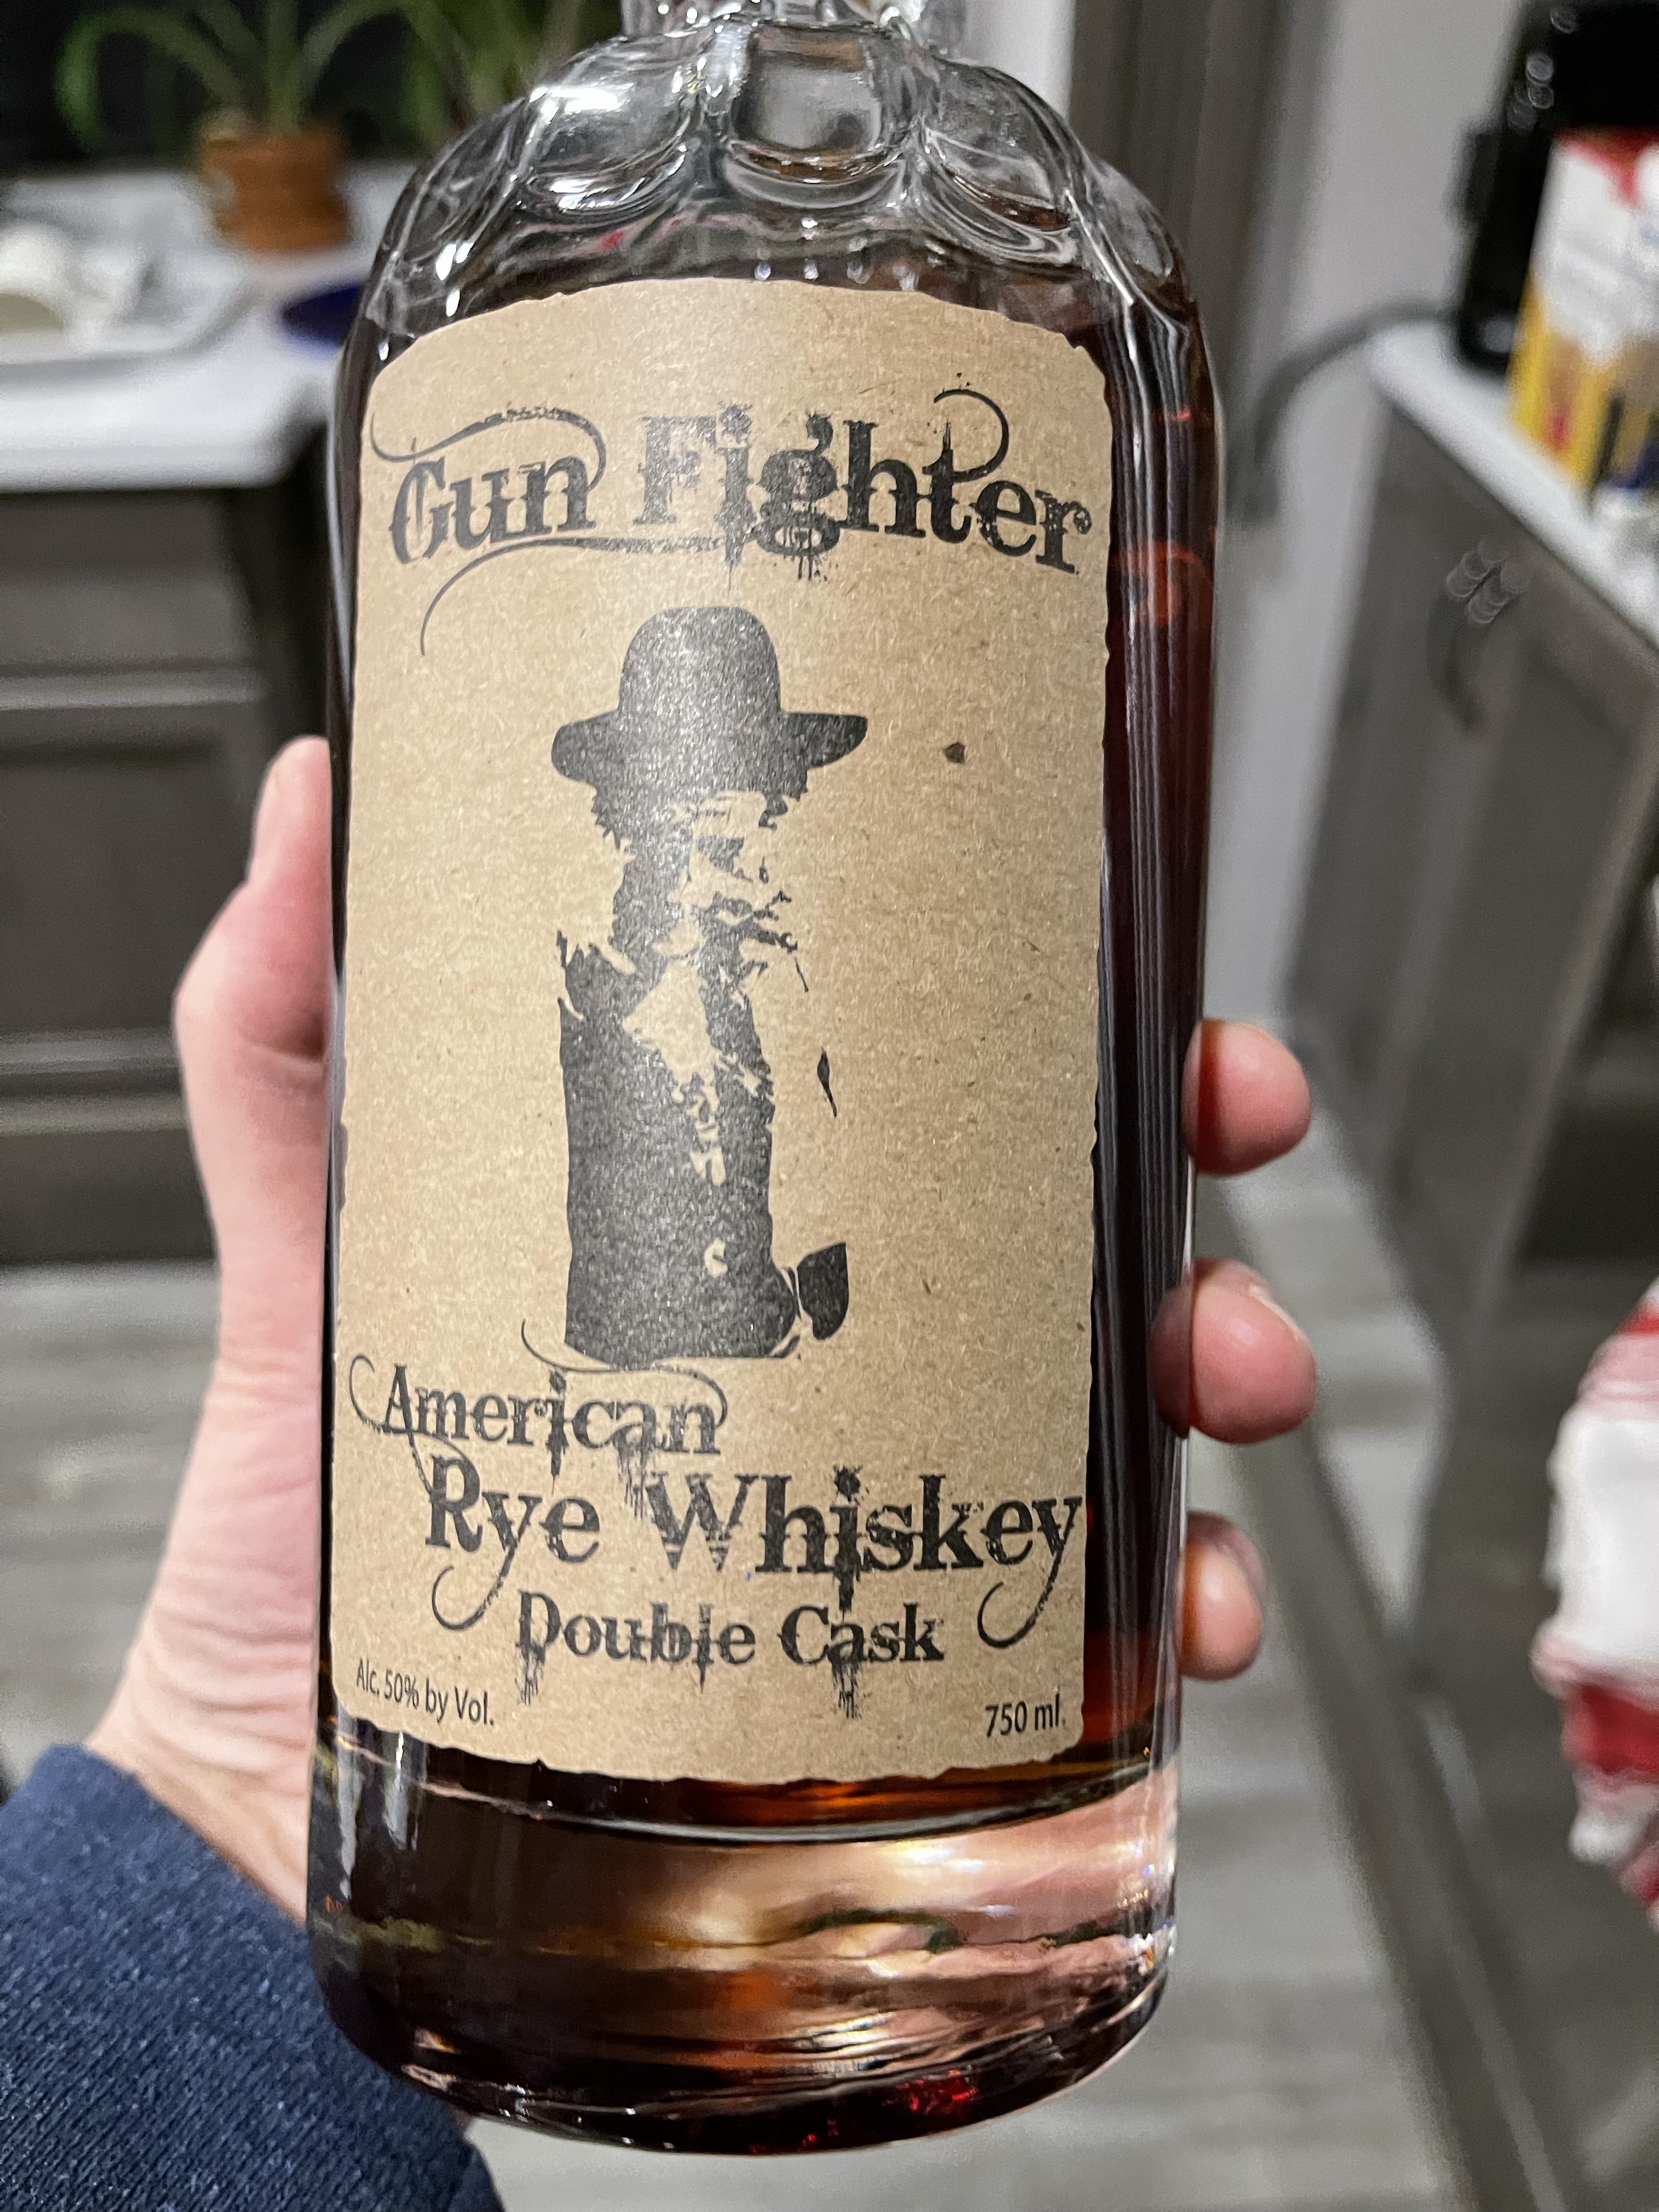 Gun Fighter
American
Rye Whiskey
Double Cask
Alc. 50% by Vol.
750 ml.